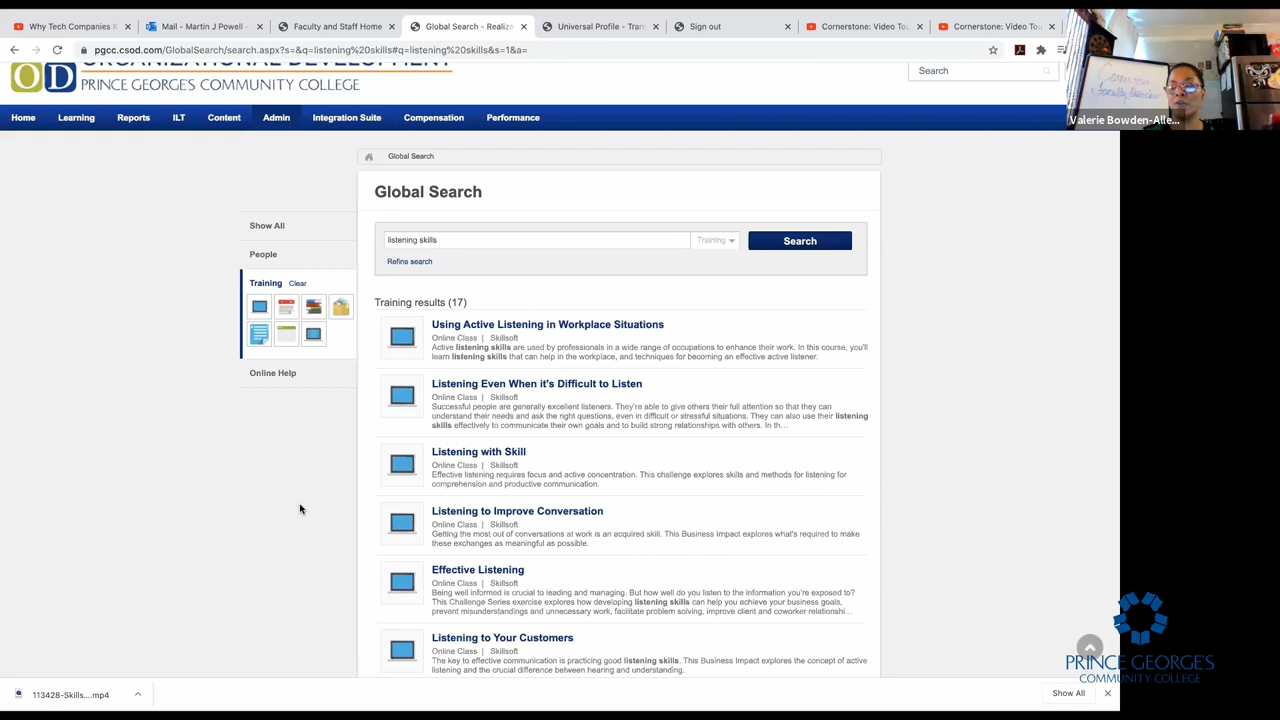 Why Tech Companies K
Mail - Martin J Powell -
Faculty and Staff Home
Global Search - Realize
Universal Profile - Tran
Sign out
Cornerstone: Video Tou
Cornerstone: Video Tou
pgcc.csod.com/GlobalSearch/search.aspx?s=&q=listening%20skills#q=listening%20skills&s=1&a=
OD ORGANIZATIONAL DEVELOPMENT
PRINCE GEORGE'S COMMUNITY COLLEGE
Search
Cornerstone
Faculty Overview
Valerie Bowden-Alle...
Home Learning Reports ILT Content Admin Integration Suite Compensation Performance
Global Search
Global Search
Show All
People
Training Clear
Online Help
listening skills
Training
Search
Refine search
Training results (17)
Using Active Listening in Workplace Situations
Online Class | Skillsoft
Active listening skills are used by professionals in a wide range of occupations to enhance their work. In this course, you'll
learn listening skills that can help in the workplace, and techniques for becoming an effective active listener.
Listening Even When it's Difficult to Listen
Online Class | Skillsoft
Successful people are generally excellent listeners. They're able to give others their full attention so that they can
understand their needs and ask the right questions, even in difficult or stressful situations. They can also use their listening
skills effectively to communicate their own goals and to build strong relationships with others. In th...
Listening with Skill
Online Class | Skillsoft
Effective listening requires focus and active concentration. This challenge explores skills and methods for listening for
comprehension and productive communication.
Listening to Improve Conversation
Online Class | Skillsoft
Getting the most out of conversations at work is an acquired skill. This Business Impact explores what's required to make
these exchanges as meaningful as possible.
Effective Listening
Online Class | Skillsoft
Being well informed is crucial to leading and managing. But how well do you listen to the information you're exposed to?
This Challenge Series exercise explores how developing listening skills can help you achieve your business goals,
prevent misunderstandings and unnecessary work, facilitate problem solving, improve client and coworker relationshi...
Listening to Your Customers
Online Class | Skillsoft
The key to effective communication is practicing good listening skills. This Business Impact explores the concept of active
listening and the crucial difference between hearing and understanding.
PRINCE GEORGE'S
COMMUNITY COLLEGE
113428-Skills....mp4
Show All